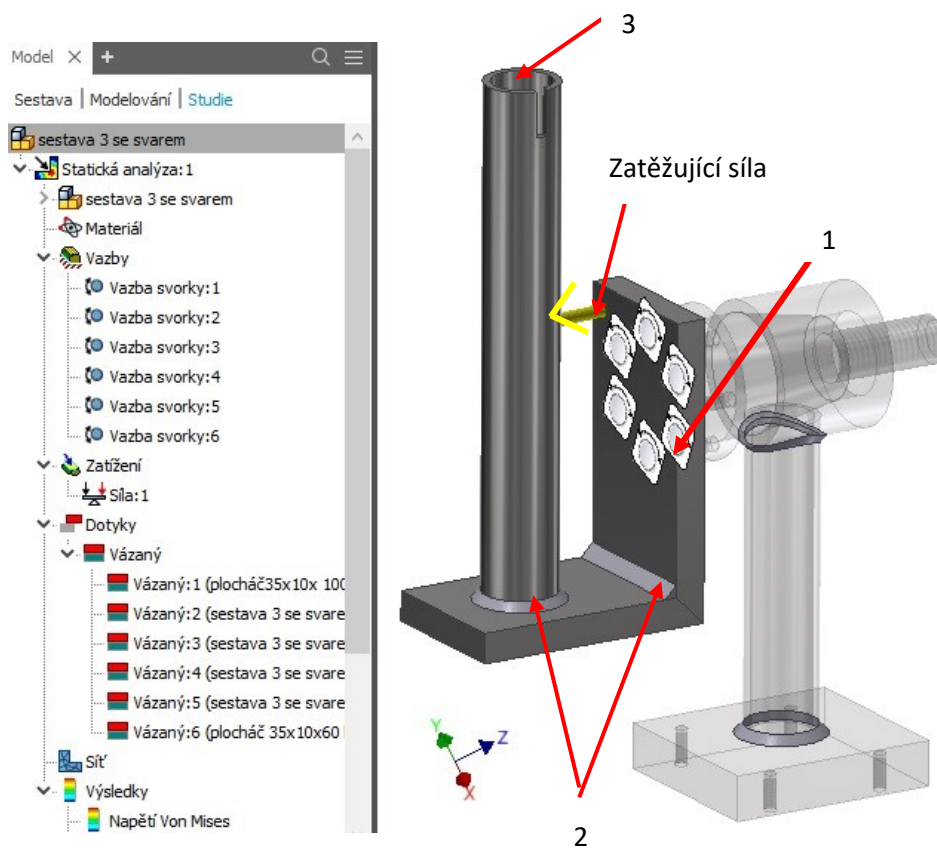 Model × +
Sestava | Modelování | Studie
sestava 3 se svarem
Statická analýza:1
sestava 3 se svarem
Materiál
Vazby
Vazba svorky:1
Vazba svorky:2
Vazba svorky:3
Vazba svorky:4
Vazba svorky:5
Vazba svorky:6
Zatížení
Síla:1
Dotyky
Vázaný
Vázaný:1 (plocháč35x10x 100
Vázaný:2 (sestava 3 se svare
Vázaný:3 (sestava 3 se svare
Vázaný:4 (sestava 3 se svare
Vázaný:5 (sestava 3 se svare
Vázaný:6 (plocháč 35x10x60
Síť
Výsledky
Napětí Von Mises
3
Zatěžující síla
1
Y
Z
X
2